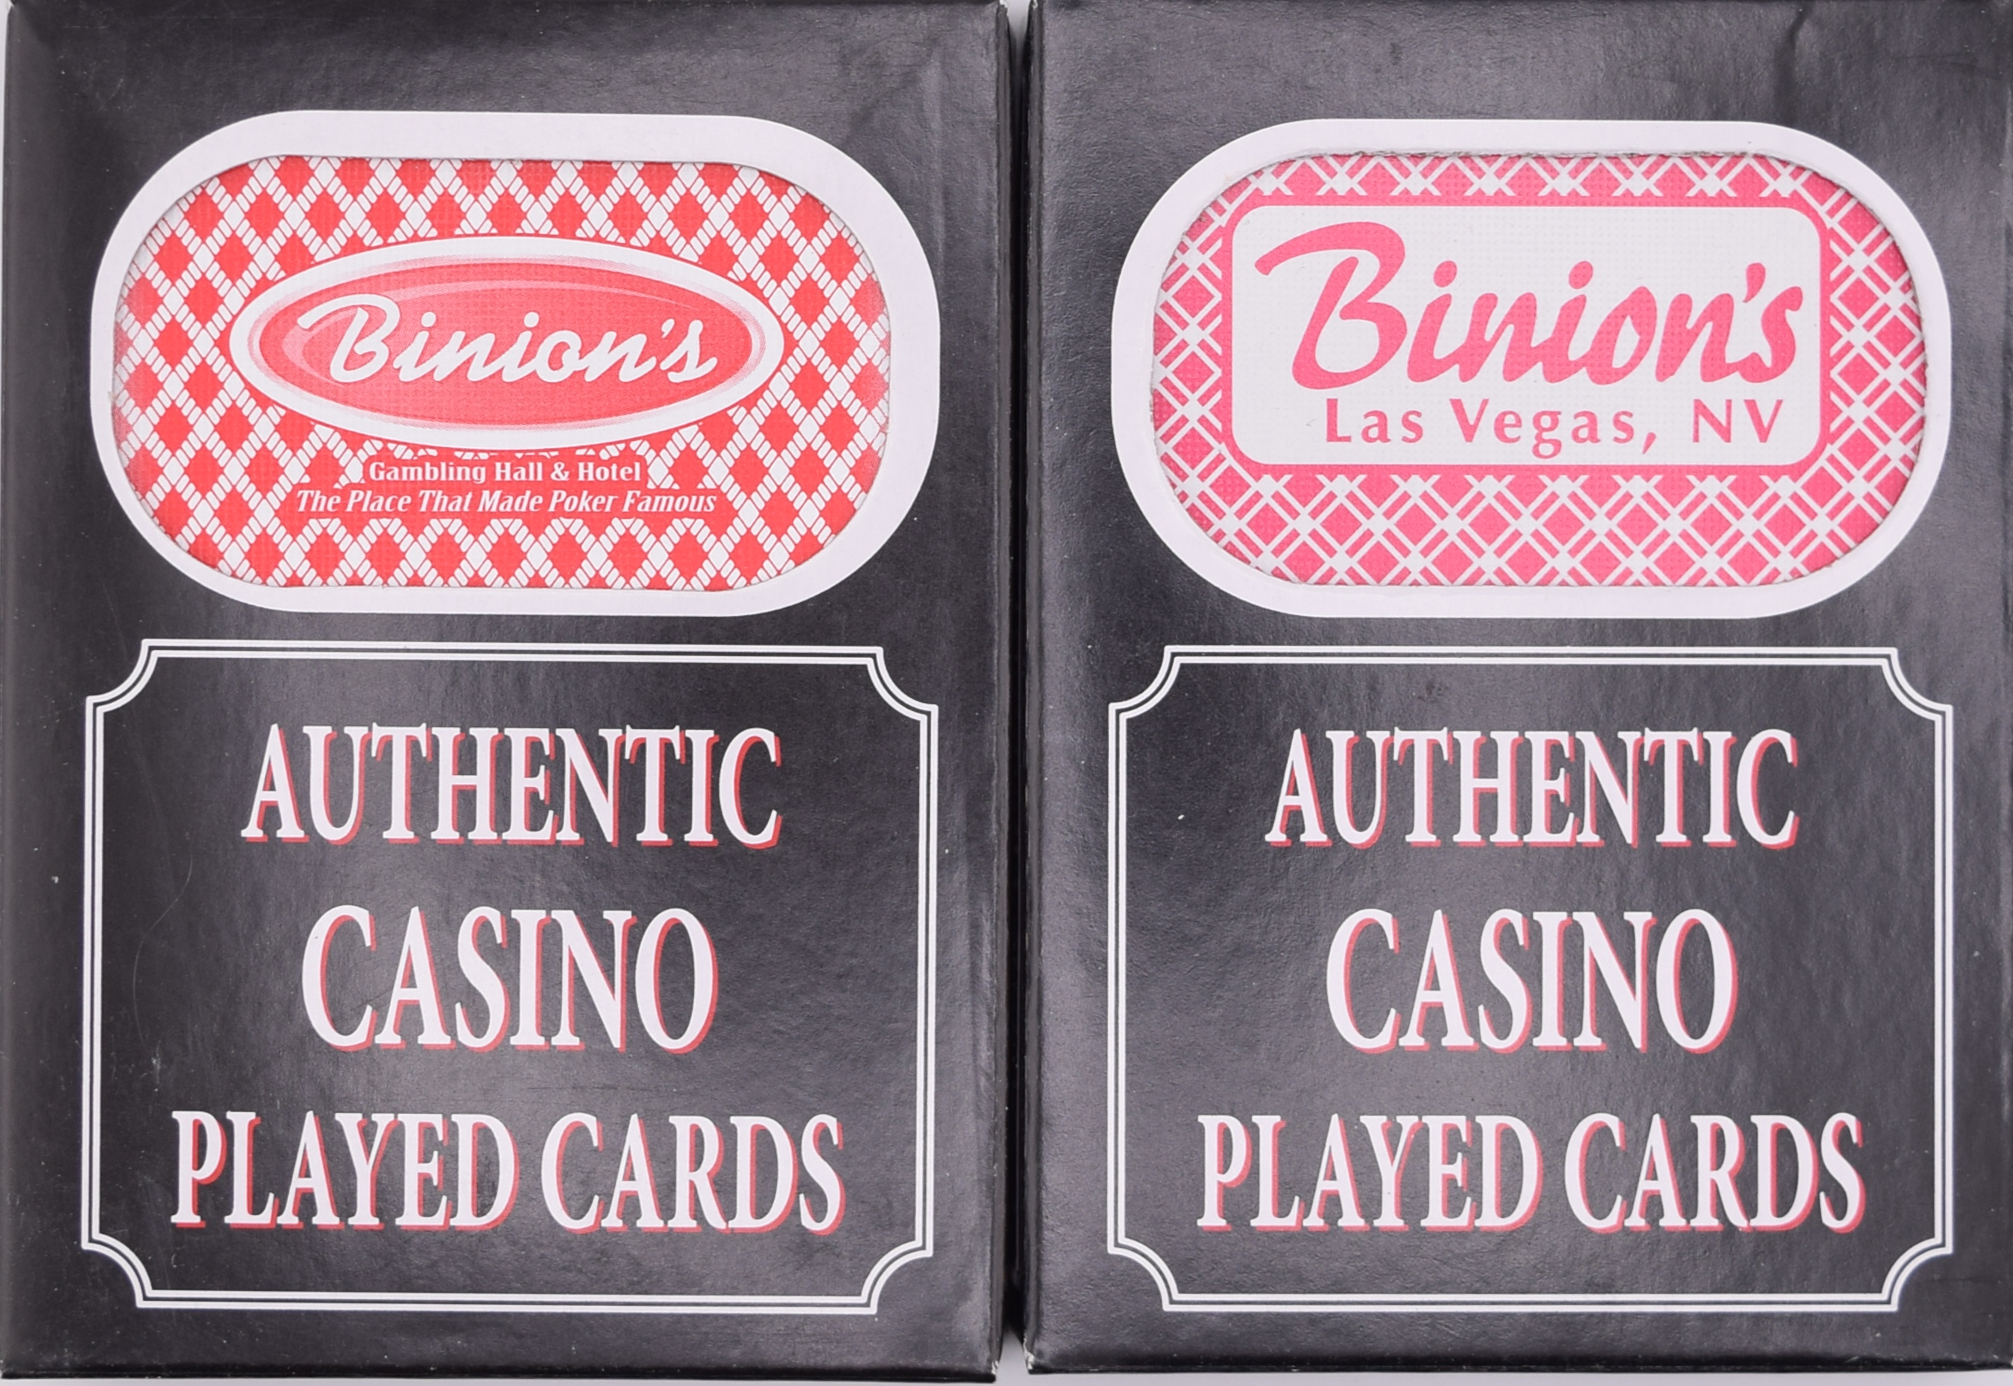 Binion's
Gambling Hall & Hotel
The Place That Made Poker Famous
AUTHENTIC
CASINO
PLAYED CARDS
Binion's
Las Vegas, NV
AUTHENTIC
CASINO
PLAYED CARDS